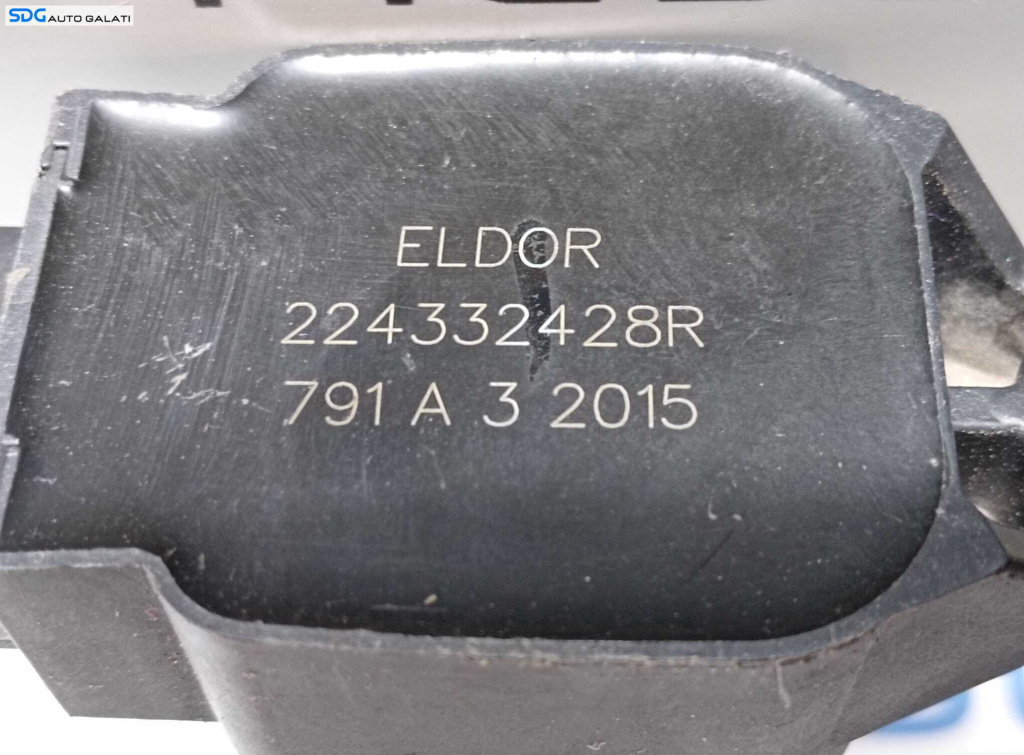 SDG AUTO GALATI
ELDOR
224332428R
791 A 3 2015